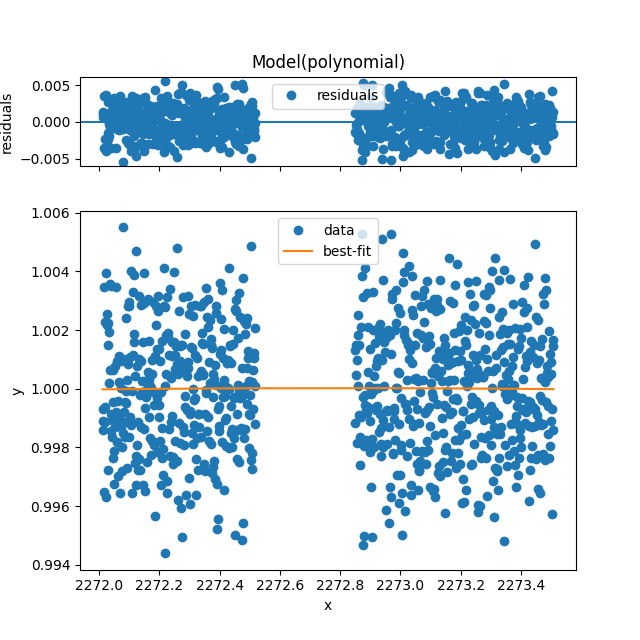 Model(polynomial)
0.005
0.000
−0.005
residuals
residuals
1.006
1.004
1.002
1.000
0.998
0.996
0.994
y
data
best-fit
2272.0 2272.2 2272.4 2272.6 2272.8 2273.0 2273.2 2273.4
x